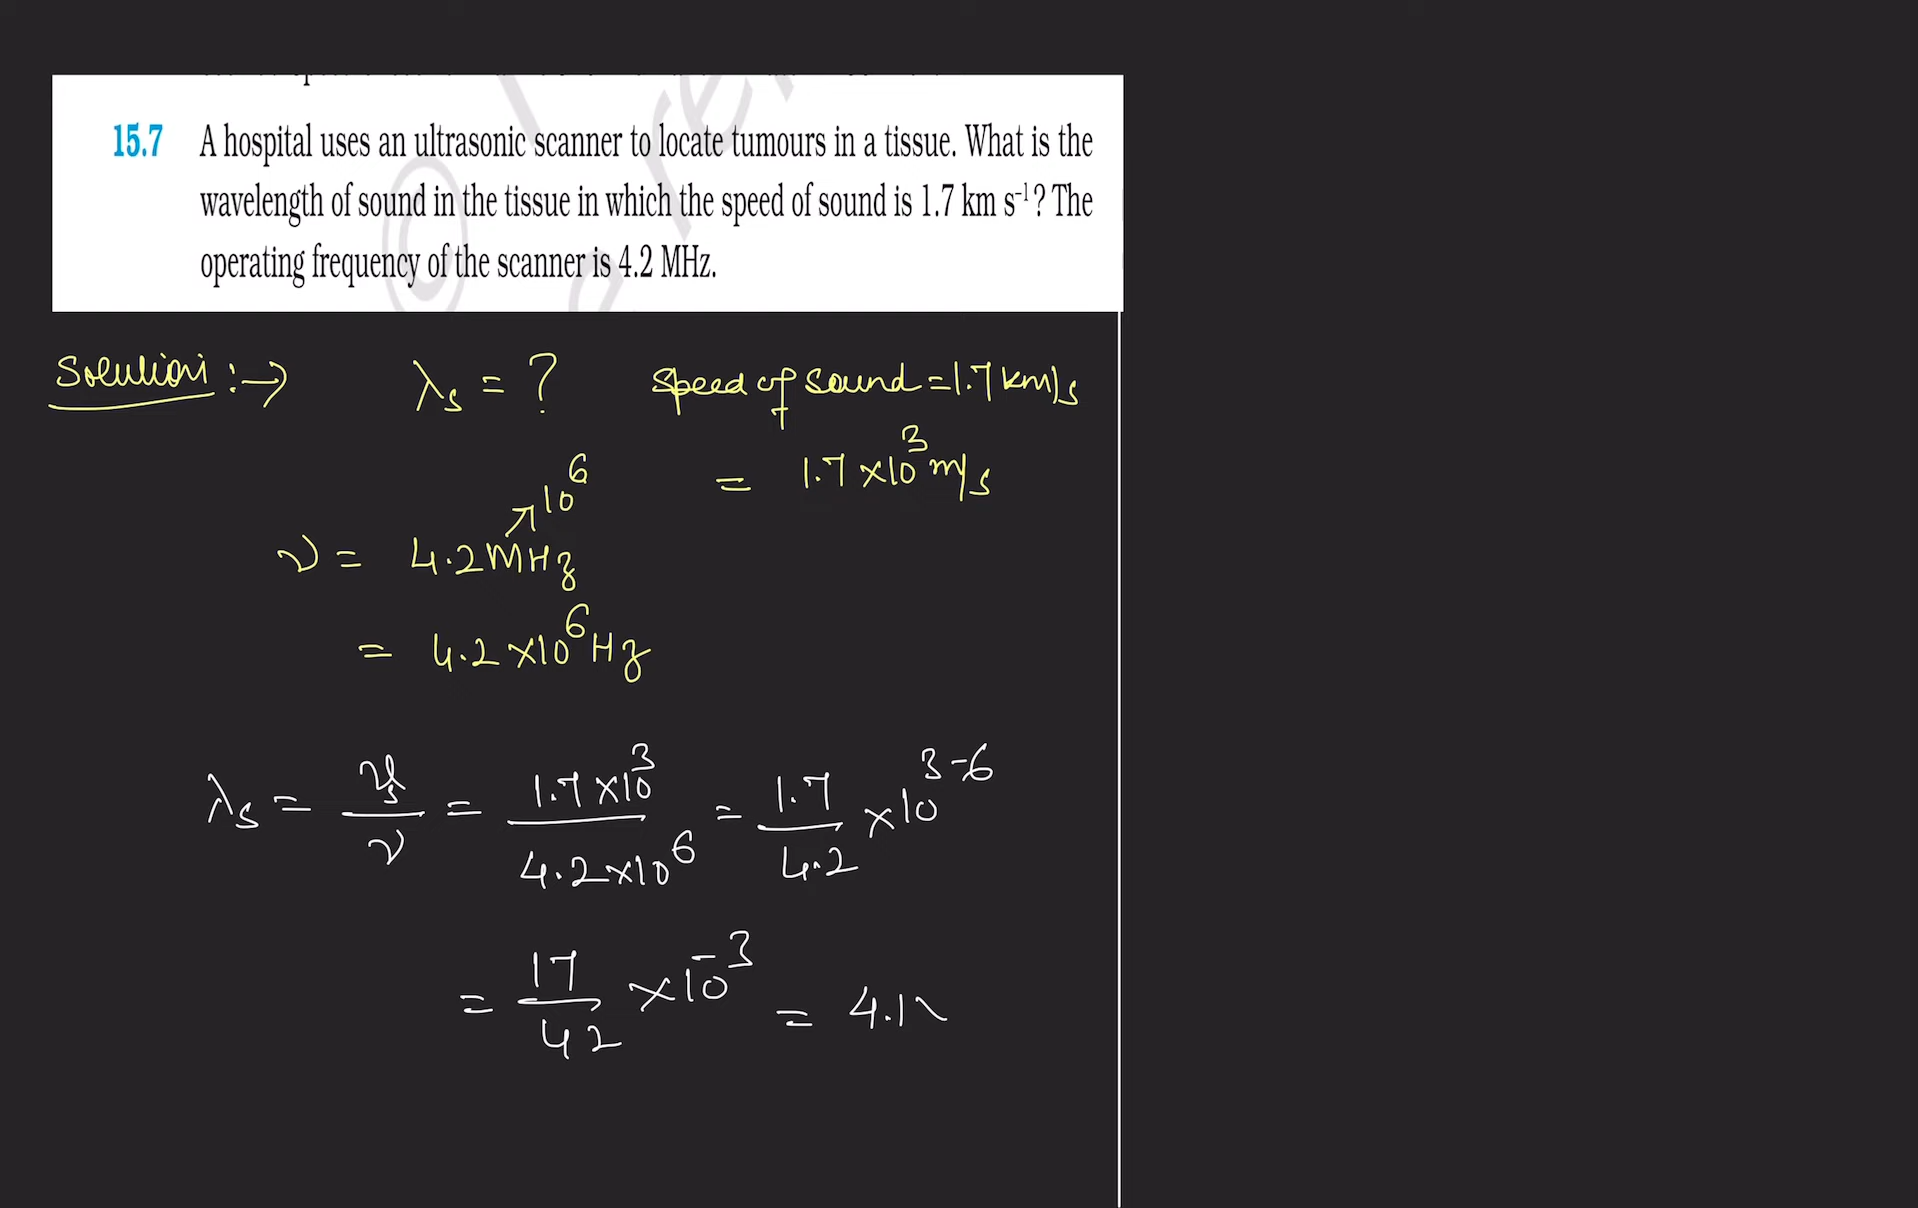 15.7 A hospital uses an ultrasonic scanner to locate tumours in a tissue. What is the
wavelength of sound in the tissue in which the speed of sound is 1.7 km s⁻¹? The
operating frequency of the scanner is 4.2 MHz.
Solution :→ λs = ? speed of sound = 1.7 km/s
= 1.7 × 10³ m/s
10⁶
ν = 4.2 MHz
= 4.2 × 10⁶ Hz
λs = vs/ν = 1.7 × 10³ / 4.2 × 10⁶ = 1.7/4.2 × 10³⁻⁶
= 17/42 × 10⁻³ = 4.1